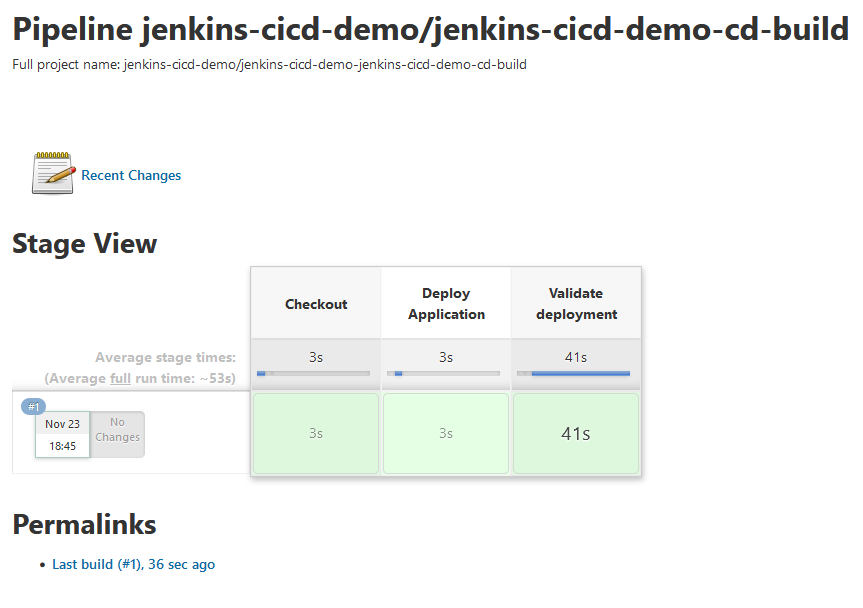 Pipeline jenkins-cicd-demo/jenkins-cicd-demo-cd-build
Full project name: jenkins-cicd-demo/jenkins-cicd-demo-jenkins-cicd-demo-cd-build
Recent Changes
Stage View
Checkout
Deploy
Application
Validate
deployment
Average stage times:
(Average full run time: ~53s)
3s
3s
41s
#1
Nov 23
18:45
No
Changes
3s
3s
41s
Permalinks
Last build (#1), 36 sec ago